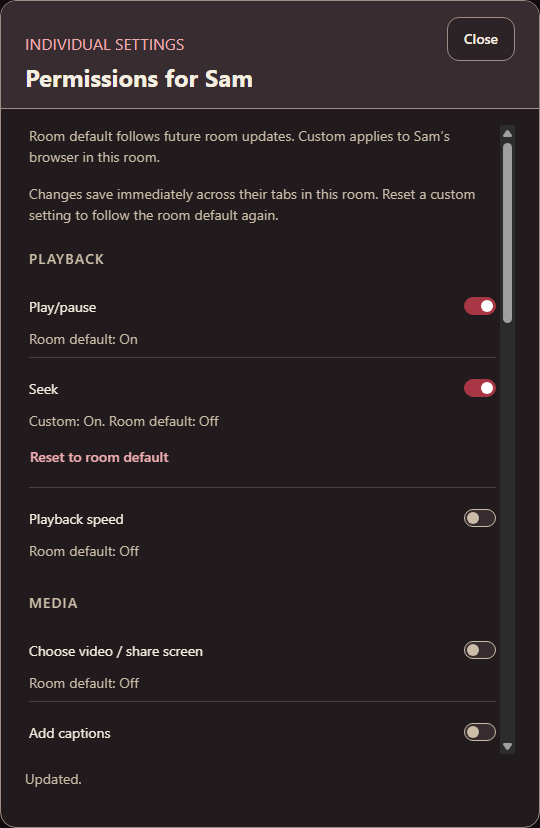 INDIVIDUAL SETTINGS
Close
Permissions for Sam
Room default follows future room updates. Custom applies to Sam's
browser in this room.
Changes save immediately across their tabs in this room. Reset a custom
setting to follow the room default again.
PLAYBACK
Play/pause
Room default: On
Seek
Custom: On. Room default: Off
Reset to room default
Playback speed
Room default: Off
MEDIA
Choose video / share screen
Room default: Off
Add captions
Updated.